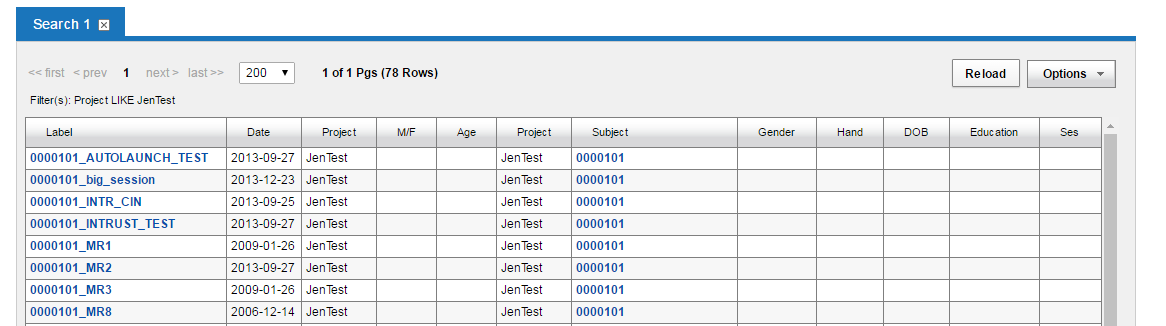 Search 1
<< first < prev 1 next > last >> 200 1 of 1 Pgs (78 Rows) Reload Options
Filter(s): Project LIKE JenTest
Label Date Project M/F Age Project Subject Gender Hand DOB Education Ses
0000101_AUTOLAUNCH_TEST 2013-09-27 JenTest JenTest 0000101
0000101_big_session 2013-12-23 JenTest JenTest 0000101
0000101_INTR_CIN 2013-09-25 JenTest JenTest 0000101
0000101_INTRUST_TEST 2013-09-27 JenTest JenTest 0000101
0000101_MR1 2009-01-26 JenTest JenTest 0000101
0000101_MR2 2013-09-27 JenTest JenTest 0000101
0000101_MR3 2009-01-26 JenTest JenTest 0000101
0000101_MR8 2006-12-14 JenTest JenTest 0000101